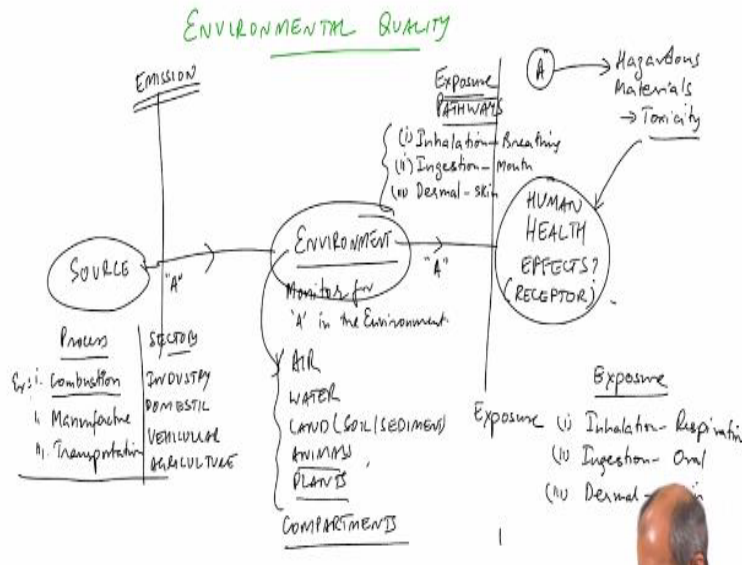 ENVIRONMENTAL QUALITY
EMISSION
Exposure
PATHWAYS
(i) Inhalation - Breathing
(ii) Ingestion - Mouth
(iii) Dermal - skin
"A"
Hazardous
Materials
→ Toxicity
SOURCE
"A"
ENVIRONMENT
"A"
HUMAN
HEALTH
EFFECTS?
(RECEPTOR)
Monitor for
'A' in the Environment.
Process
Ex: i. Combustion
ii. Manufacture
iii. Transportation
SECTORS
INDUSTRY
DOMESTIC
VEHICULAR
AGRICULTURE
AIR
WATER
LAND (SOIL/SEDIMENT)
ANIMALS
PLANTS
COMPARTMENTS
Exposure
Exposure
(i) Inhalation - Respiration
(ii) Ingestion - Oral
(iii) Dermal -